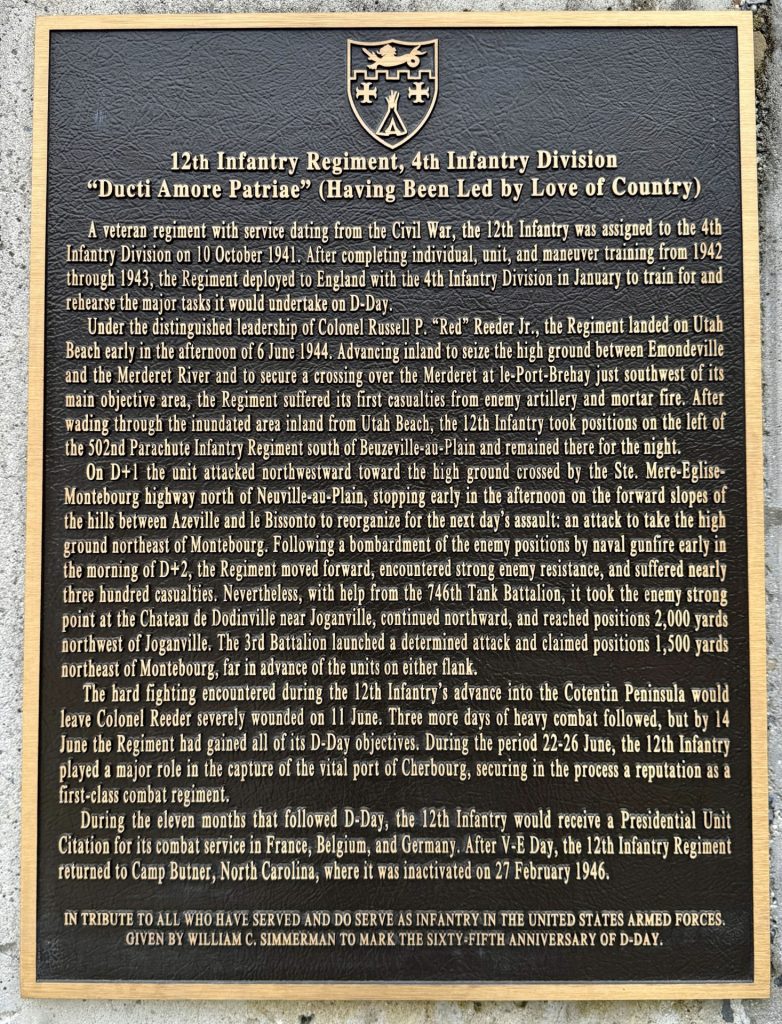 12th Infantry Regiment, 4th Infantry Division
“Ducti Amore Patriae” (Having Been Led by Love of Country)
A veteran regiment with service dating from the Civil War, the 12th Infantry was assigned to the 4th
Infantry Division on 10 October 1941. After completing individual, unit, and maneuver training from 1942
through 1943, the Regiment deployed to England with the 4th Infantry Division in January to train for and
rehearse the major tasks it would undertake on D-Day.
Under the distinguished leadership of Colonel Russell P. “Red” Reeder Jr., the Regiment landed on Utah
Beach early in the afternoon of 6 June 1944. Advancing inland to seize the high ground between Emondeville
and the Merderet River and to secure a crossing over the Merderet at le-Port-Brehay just southwest of its
main objective area, the Regiment suffered its first casualties from enemy artillery and mortar fire. After
wading through the inundated area inland from Utah Beach, the 12th Infantry took positions on the left of
the 502nd Parachute Infantry Regiment south of Beuzeville-au-Plain and remained there for the night.
On D+1 the unit attacked northwestward toward the high ground crossed by the Ste. Mere-Eglise-
Montebourg highway north of Neuville-au-Plain, stopping early in the afternoon on the forward slopes of
the hills between Azeville and le Bissonto to reorganize for the next day’s assault: an attack to take the high
ground northeast of Montebourg. Following a bombardment of the enemy positions by naval gunfire early in
the morning of D+2, the Regiment moved forward, encountered strong enemy resistance, and suffered nearly
three hundred casualties. Nevertheless, with help from the 746th Tank Battalion, it took the enemy strong
point at the Chateau de Dodinville near Joganville, continued northward, and reached positions 2,000 yards
northwest of Joganville. The 3rd Battalion launched a determined attack and claimed positions 1,500 yards
northeast of Montebourg, far in advance of the units on either flank.
The hard fighting encountered during the 12th Infantry’s advance into the Cotentin Peninsula would
leave Colonel Reeder severely wounded on 11 June. Three more days of heavy combat followed, but by 14
June the Regiment had gained all of its D-Day objectives. During the period 22-26 June, the 12th Infantry
played a major role in the capture of the vital port of Cherbourg, securing in the process a reputation as a
first-class combat regiment.
During the eleven months that followed D-Day, the 12th Infantry would receive a Presidential Unit
Citation for its combat service in France, Belgium, and Germany. After V-E Day, the 12th Infantry Regiment
returned to Camp Butner, North Carolina, where it was inactivated on 27 February 1946.
IN TRIBUTE TO ALL WHO HAVE SERVED AND DO SERVE AS INFANTRY IN THE UNITED STATES ARMED FORCES.
GIVEN BY WILLIAM C. SIMMERMAN TO MARK THE SIXTY-FIFTH ANNIVERSARY OF D-DAY.